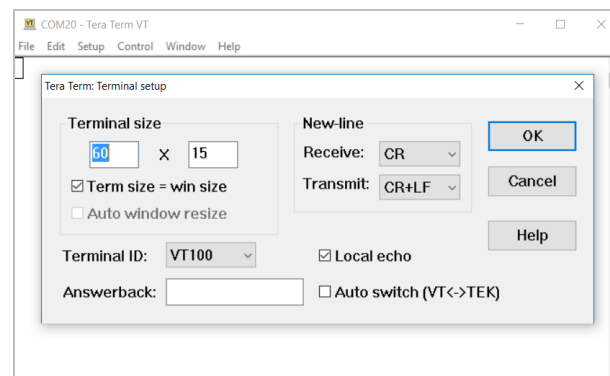 COM20 - Tera Term VT
File Edit Setup Control Window Help
Tera Term: Terminal setup
Terminal size
60 X 15
Term size = win size
Auto window resize
New-line
Receive: CR
Transmit: CR+LF
OK
Cancel
Help
Terminal ID: VT100
Local echo
Answerback:
Auto switch (VT<->TEK)